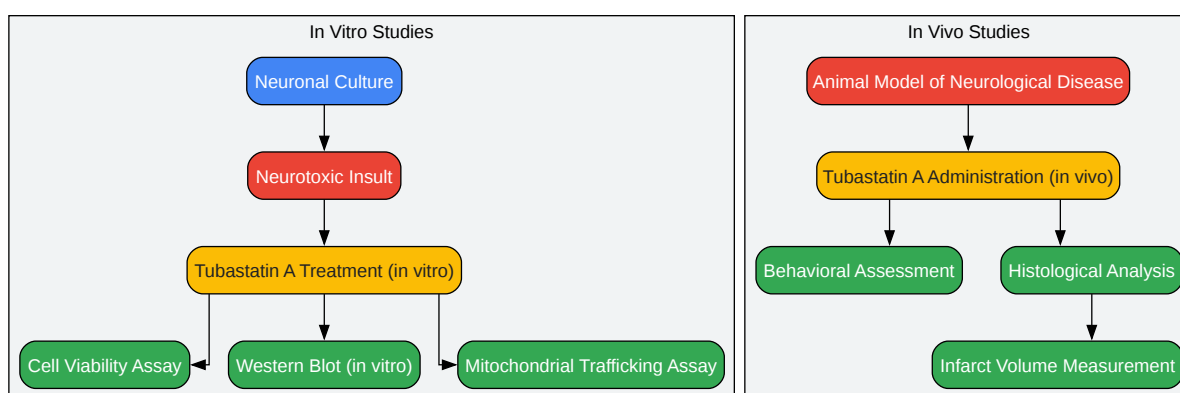 In Vitro Studies
Neuronal Culture
Neurotoxic Insult
Tubastatin A Treatment (in vitro)
Cell Viability Assay
Western Blot (in vitro)
Mitochondrial Trafficking Assay
In Vivo Studies
Animal Model of Neurological Disease
Tubastatin A Administration (in vivo)
Behavioral Assessment
Histological Analysis
Infarct Volume Measurement